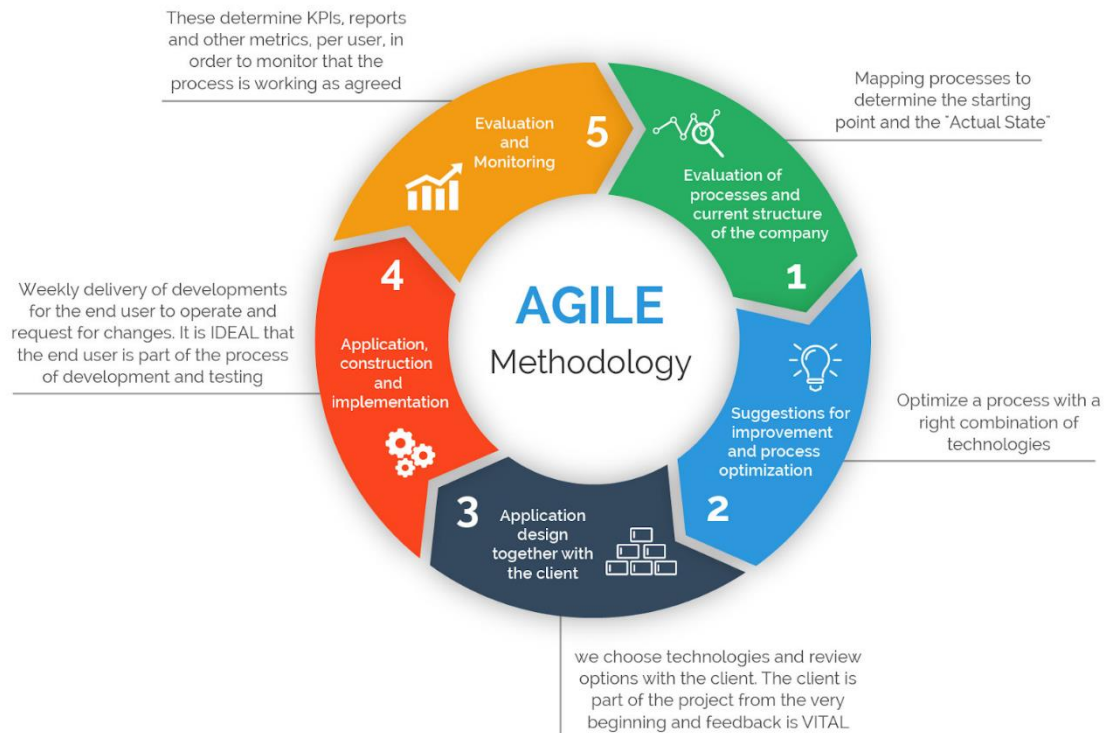 These determine KPIs, reports
and other metrics, per user, in
order to monitor that the
process is working as agreed
Evaluation
and
Monitoring
5
Mapping processes to
determine the starting
point and the "Actual State"
Evaluation of
processes and
current structure
of the company
1
AGILE
Methodology
Weekly delivery of developments
for the end user to operate and
request for changes. It is IDEAL that
the end user is part of the process
of development and testing
4
Application,
construction
and
implementation
Suggestions for
improvement
and process
optimization
2
Optimize a process with a
right combination of
technologies
3
Application
design
together with
the client
we choose technologies and review
options with the client. The client is
part of the project from the very
beginning and feedback is VITAL